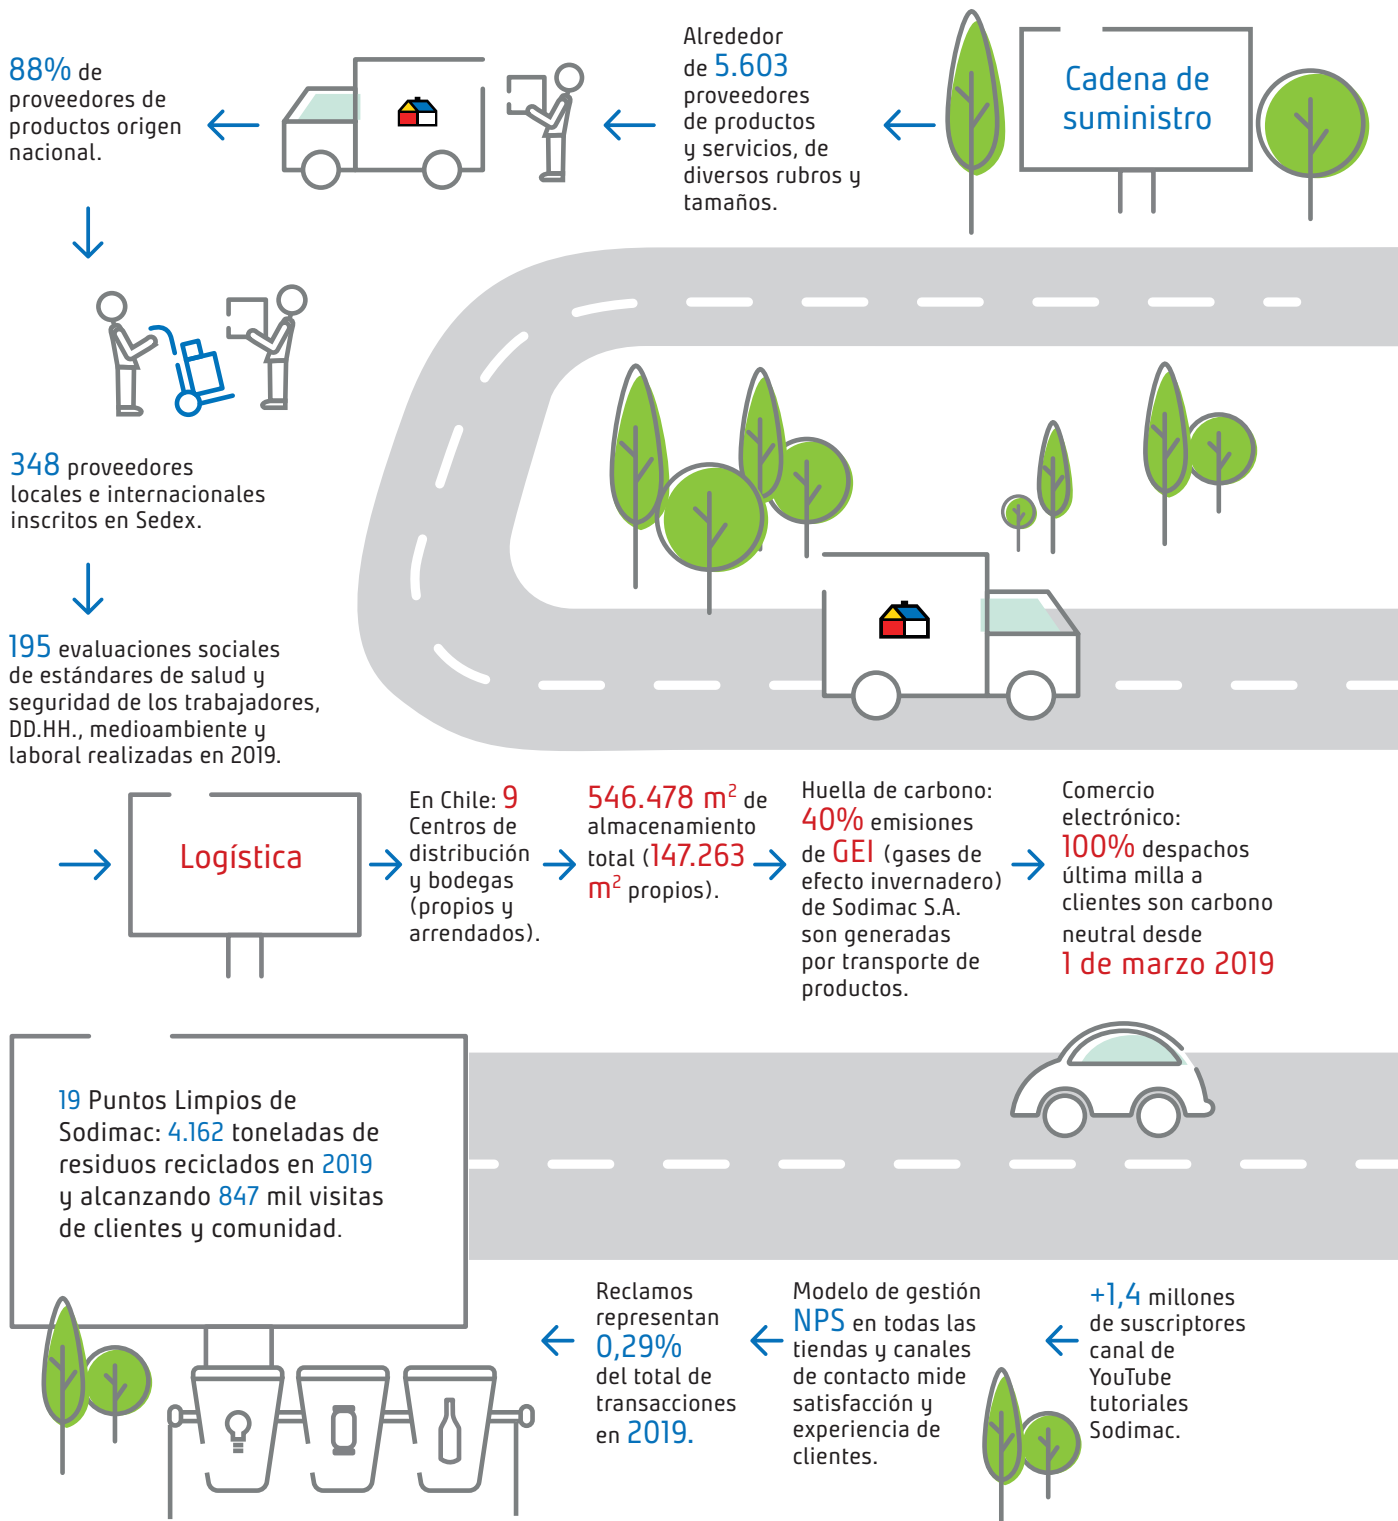 Cadena de
suministro
Alrededor
de 5.603
proveedores
de productos
y servicios, de
diversos rubros y
tamaños.
88% de
proveedores de
productos origen
nacional.
348 proveedores
locales e internacionales
inscritos en Sedex.
195 evaluaciones sociales
de estándares de salud y
seguridad de los trabajadores,
DD.HH., medioambiente y
laboral realizadas en 2019.
Logística
En Chile: 9
Centros de
distribución
y bodegas
(propios y
arrendados).
546.478 m² de
almacenamiento
total (147.263
m² propios).
Huella de carbono:
40% emisiones
de GEI (gases de
efecto invernadero)
de Sodimac S.A.
son generadas
por transporte de
productos.
Comercio
electrónico:
100% despachos
última milla a
clientes son carbono
neutral desde
1 de marzo 2019
+1,4 millones
de suscriptores
canal de
YouTube
tutoriales
Sodimac.
Modelo de gestión
NPS en todas las
tiendas y canales
de contacto mide
satisfacción y
experiencia de
clientes.
Reclamos
representan
0,29%
del total de
transacciones
en 2019.
19 Puntos Limpios de
Sodimac: 4.162 toneladas de
residuos reciclados en 2019
y alcanzando 847 mil visitas
de clientes y comunidad.